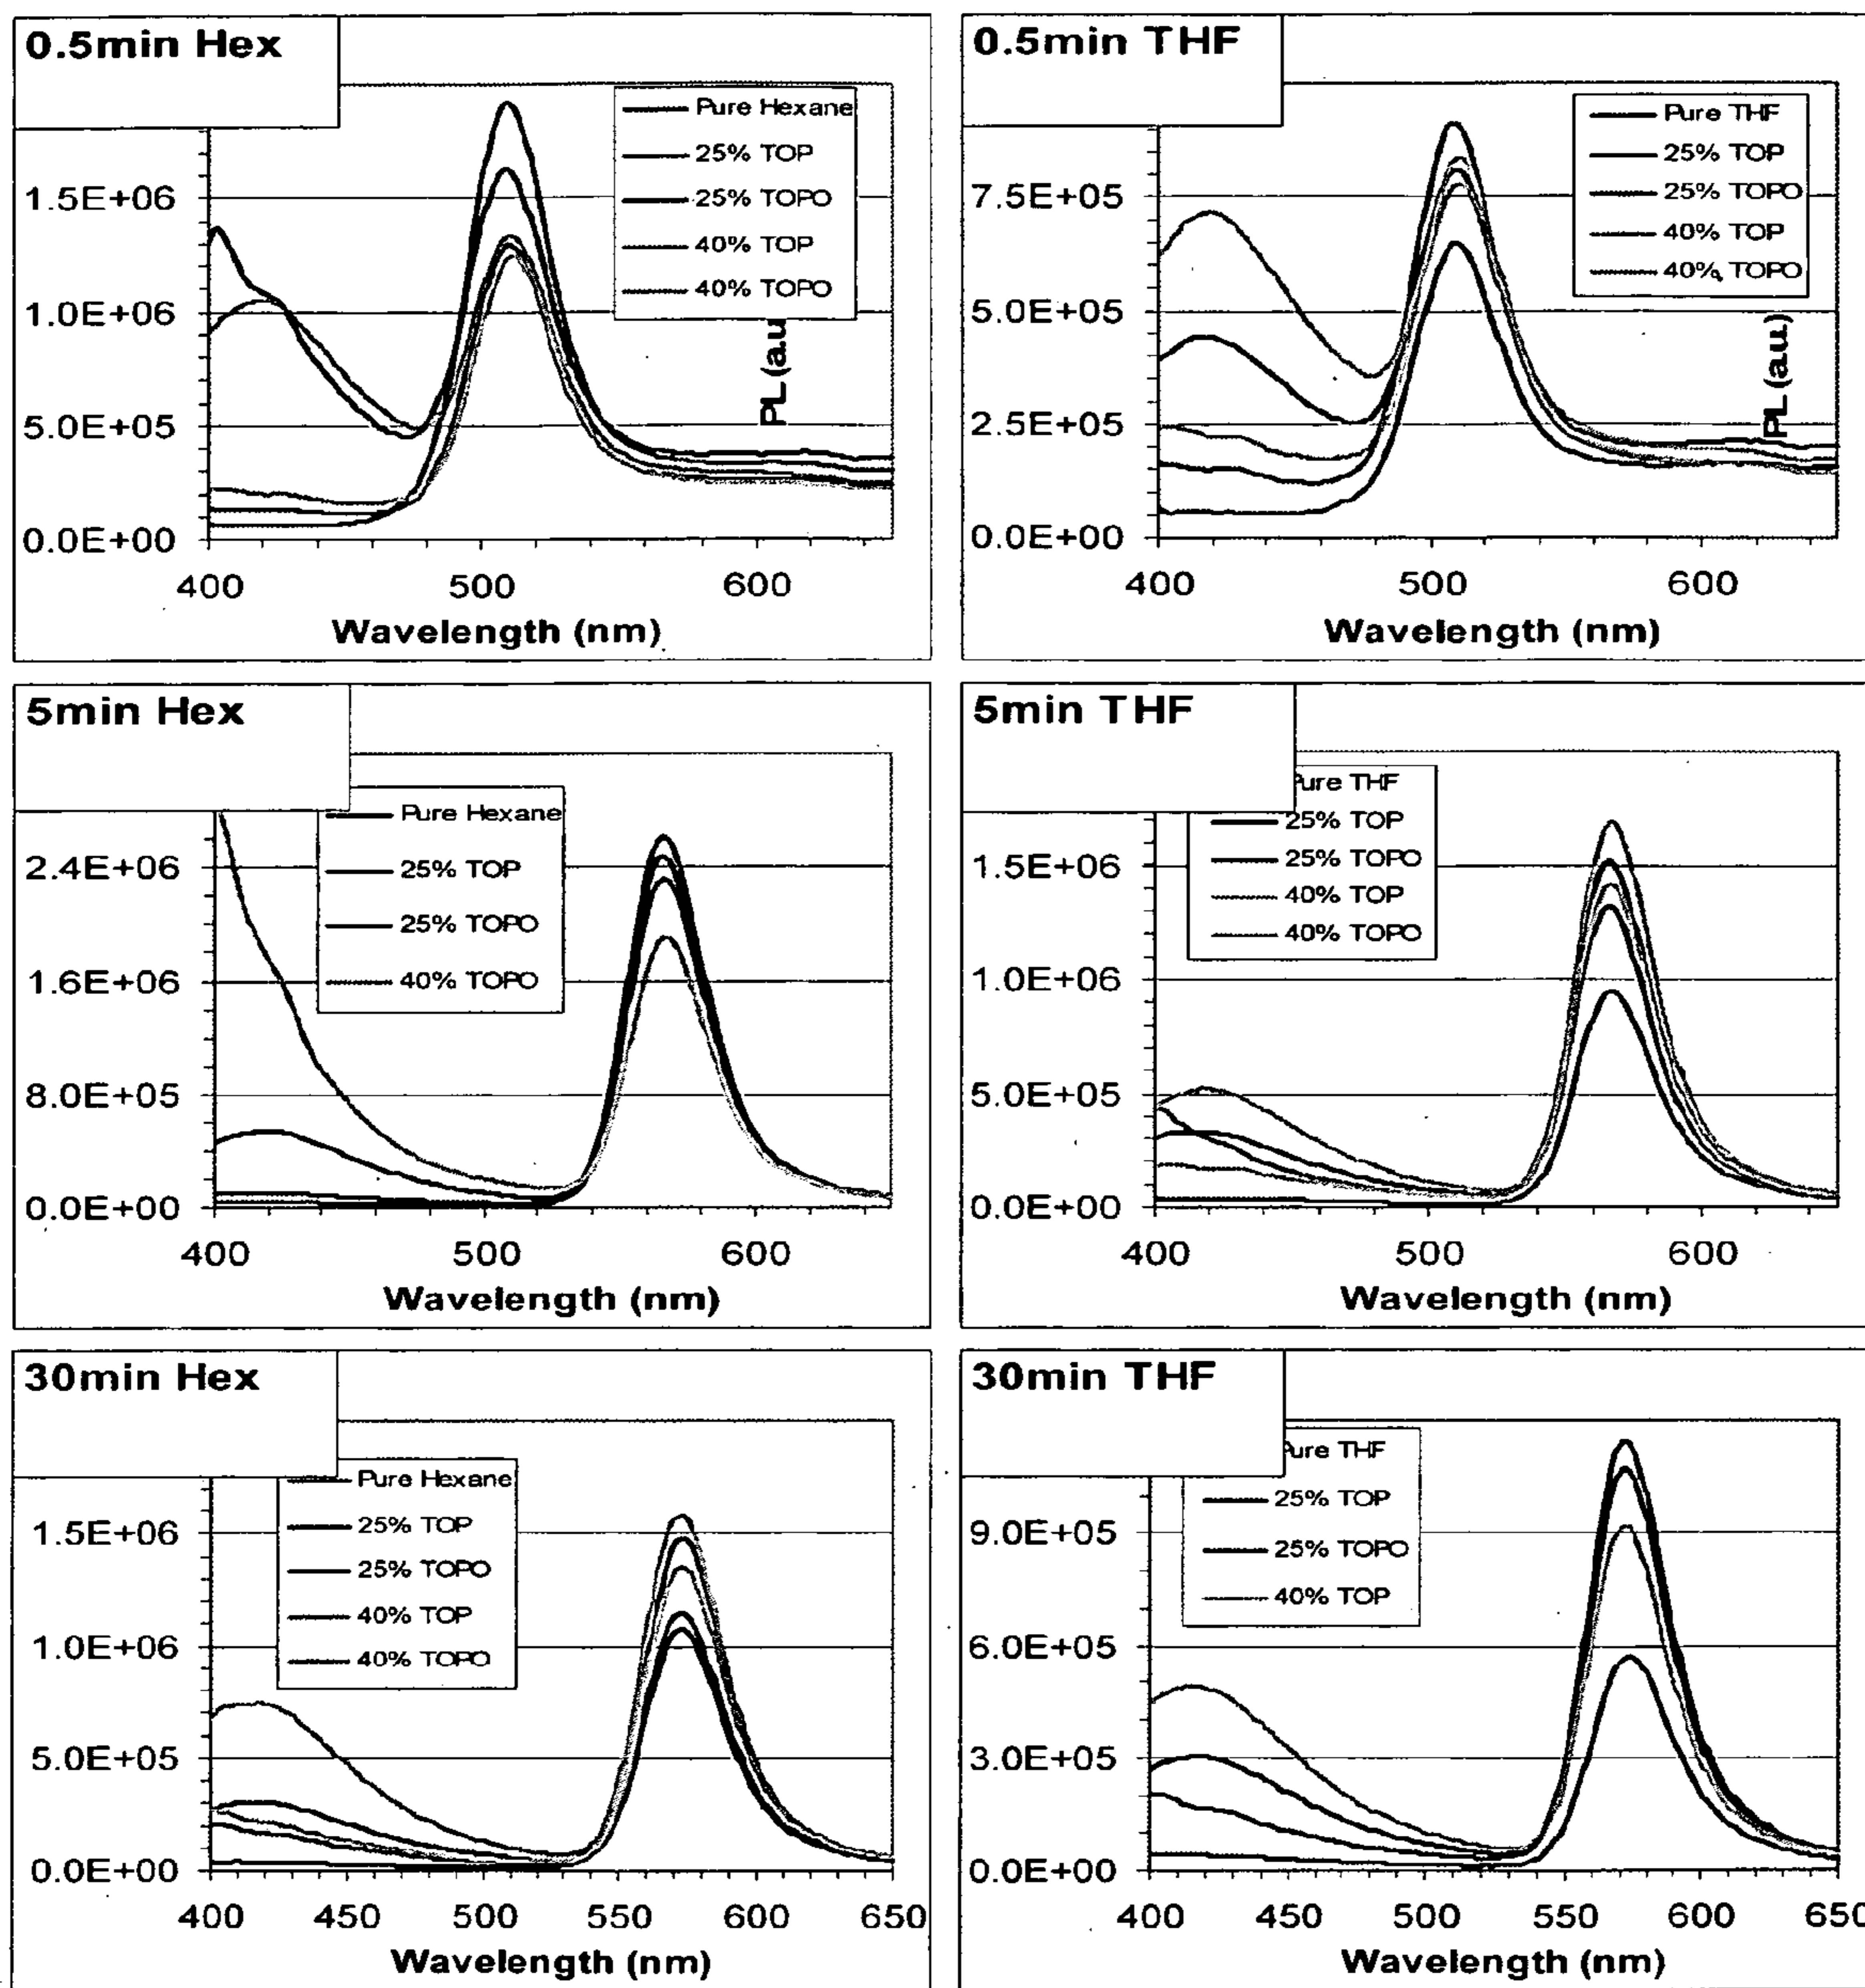 0.5min Hex
Pure Hexane
25% TOP
25% TOPO
40% TOP
40% TOPO
1.5E+06
1.0E+06
5.0E+05
0.0E+00
PL (a.u
400 500 600
Wavelength (nm)
0.5min THF
Pure THF
25% TOP
25% TOPO
40% TOP
40% TOPO
7.5E+05
5.0E+05
2.5E+05
0.0E+00
PL (a.u.)
400 500 600
Wavelength (nm)
5min Hex
Pure Hexane
25% TOP
25% TOPO
40% TOPO
2.4E+06
1.6E+06
8.0E+05
0.0E+00
400 500 600
Wavelength (nm)
5min THF
Pure THF
25% TOP
25% TOPO
40% TOP
40% TOPO
1.5E+06
1.0E+06
5.0E+05
0.0E+00
400 500 600
Wavelength (nm)
30min Hex
Pure Hexane
25% TOP
25% TOPO
40% TOP
40% TOPO
1.5E+06
1.0E+06
5.0E+05
0.0E+00
400 450 500 550 600 650
Wavelength (nm)
30min THF
Pure THF
25% TOP
25% TOPO
40% TOP
9.0E+05
6.0E+05
3.0E+05
0.0E+00
400 450 500 550 600 650
Wavelength (nm)